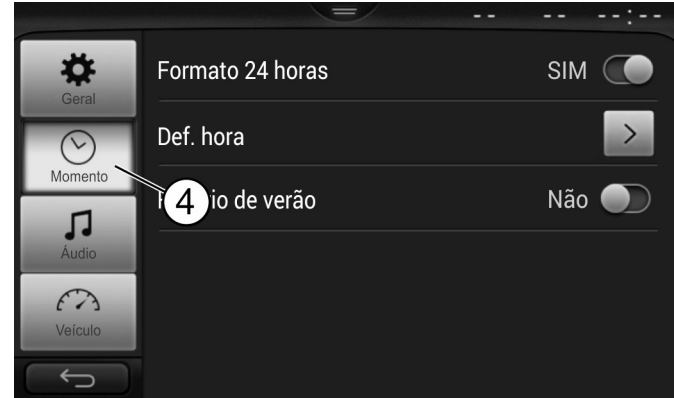 -- -- --:--
Geral
Formato 24 horas SIM
Momento
Def. hora
4
io de verão Não
Áudio
Veículo